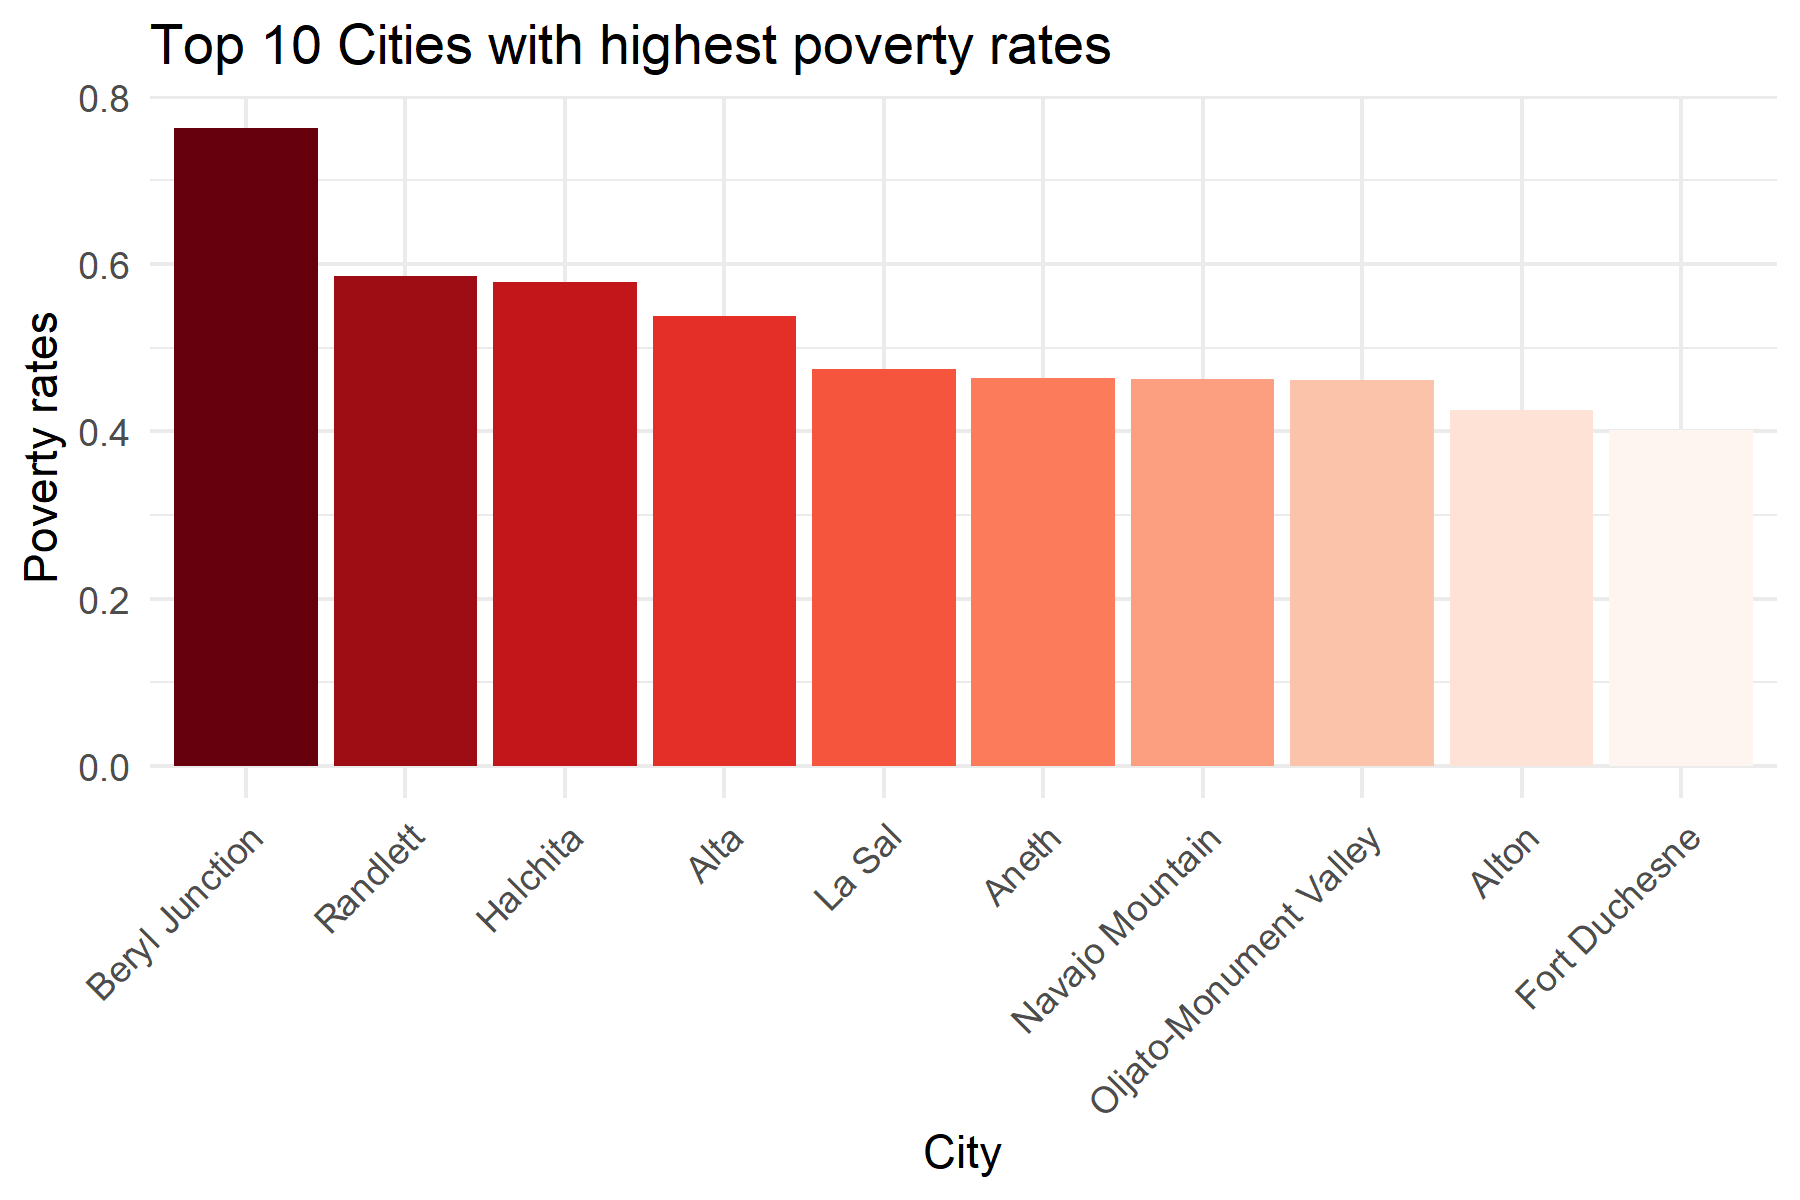 Top 10 Cities with highest poverty rates
Poverty rates
0.8
0.6
0.4
0.2
0.0
Beryl Junction
Randlett
Halchita
Alta
La Sal
Aneth
Navajo Mountain
Oljato-Monument Valley
Alton
Fort Duchesne
City